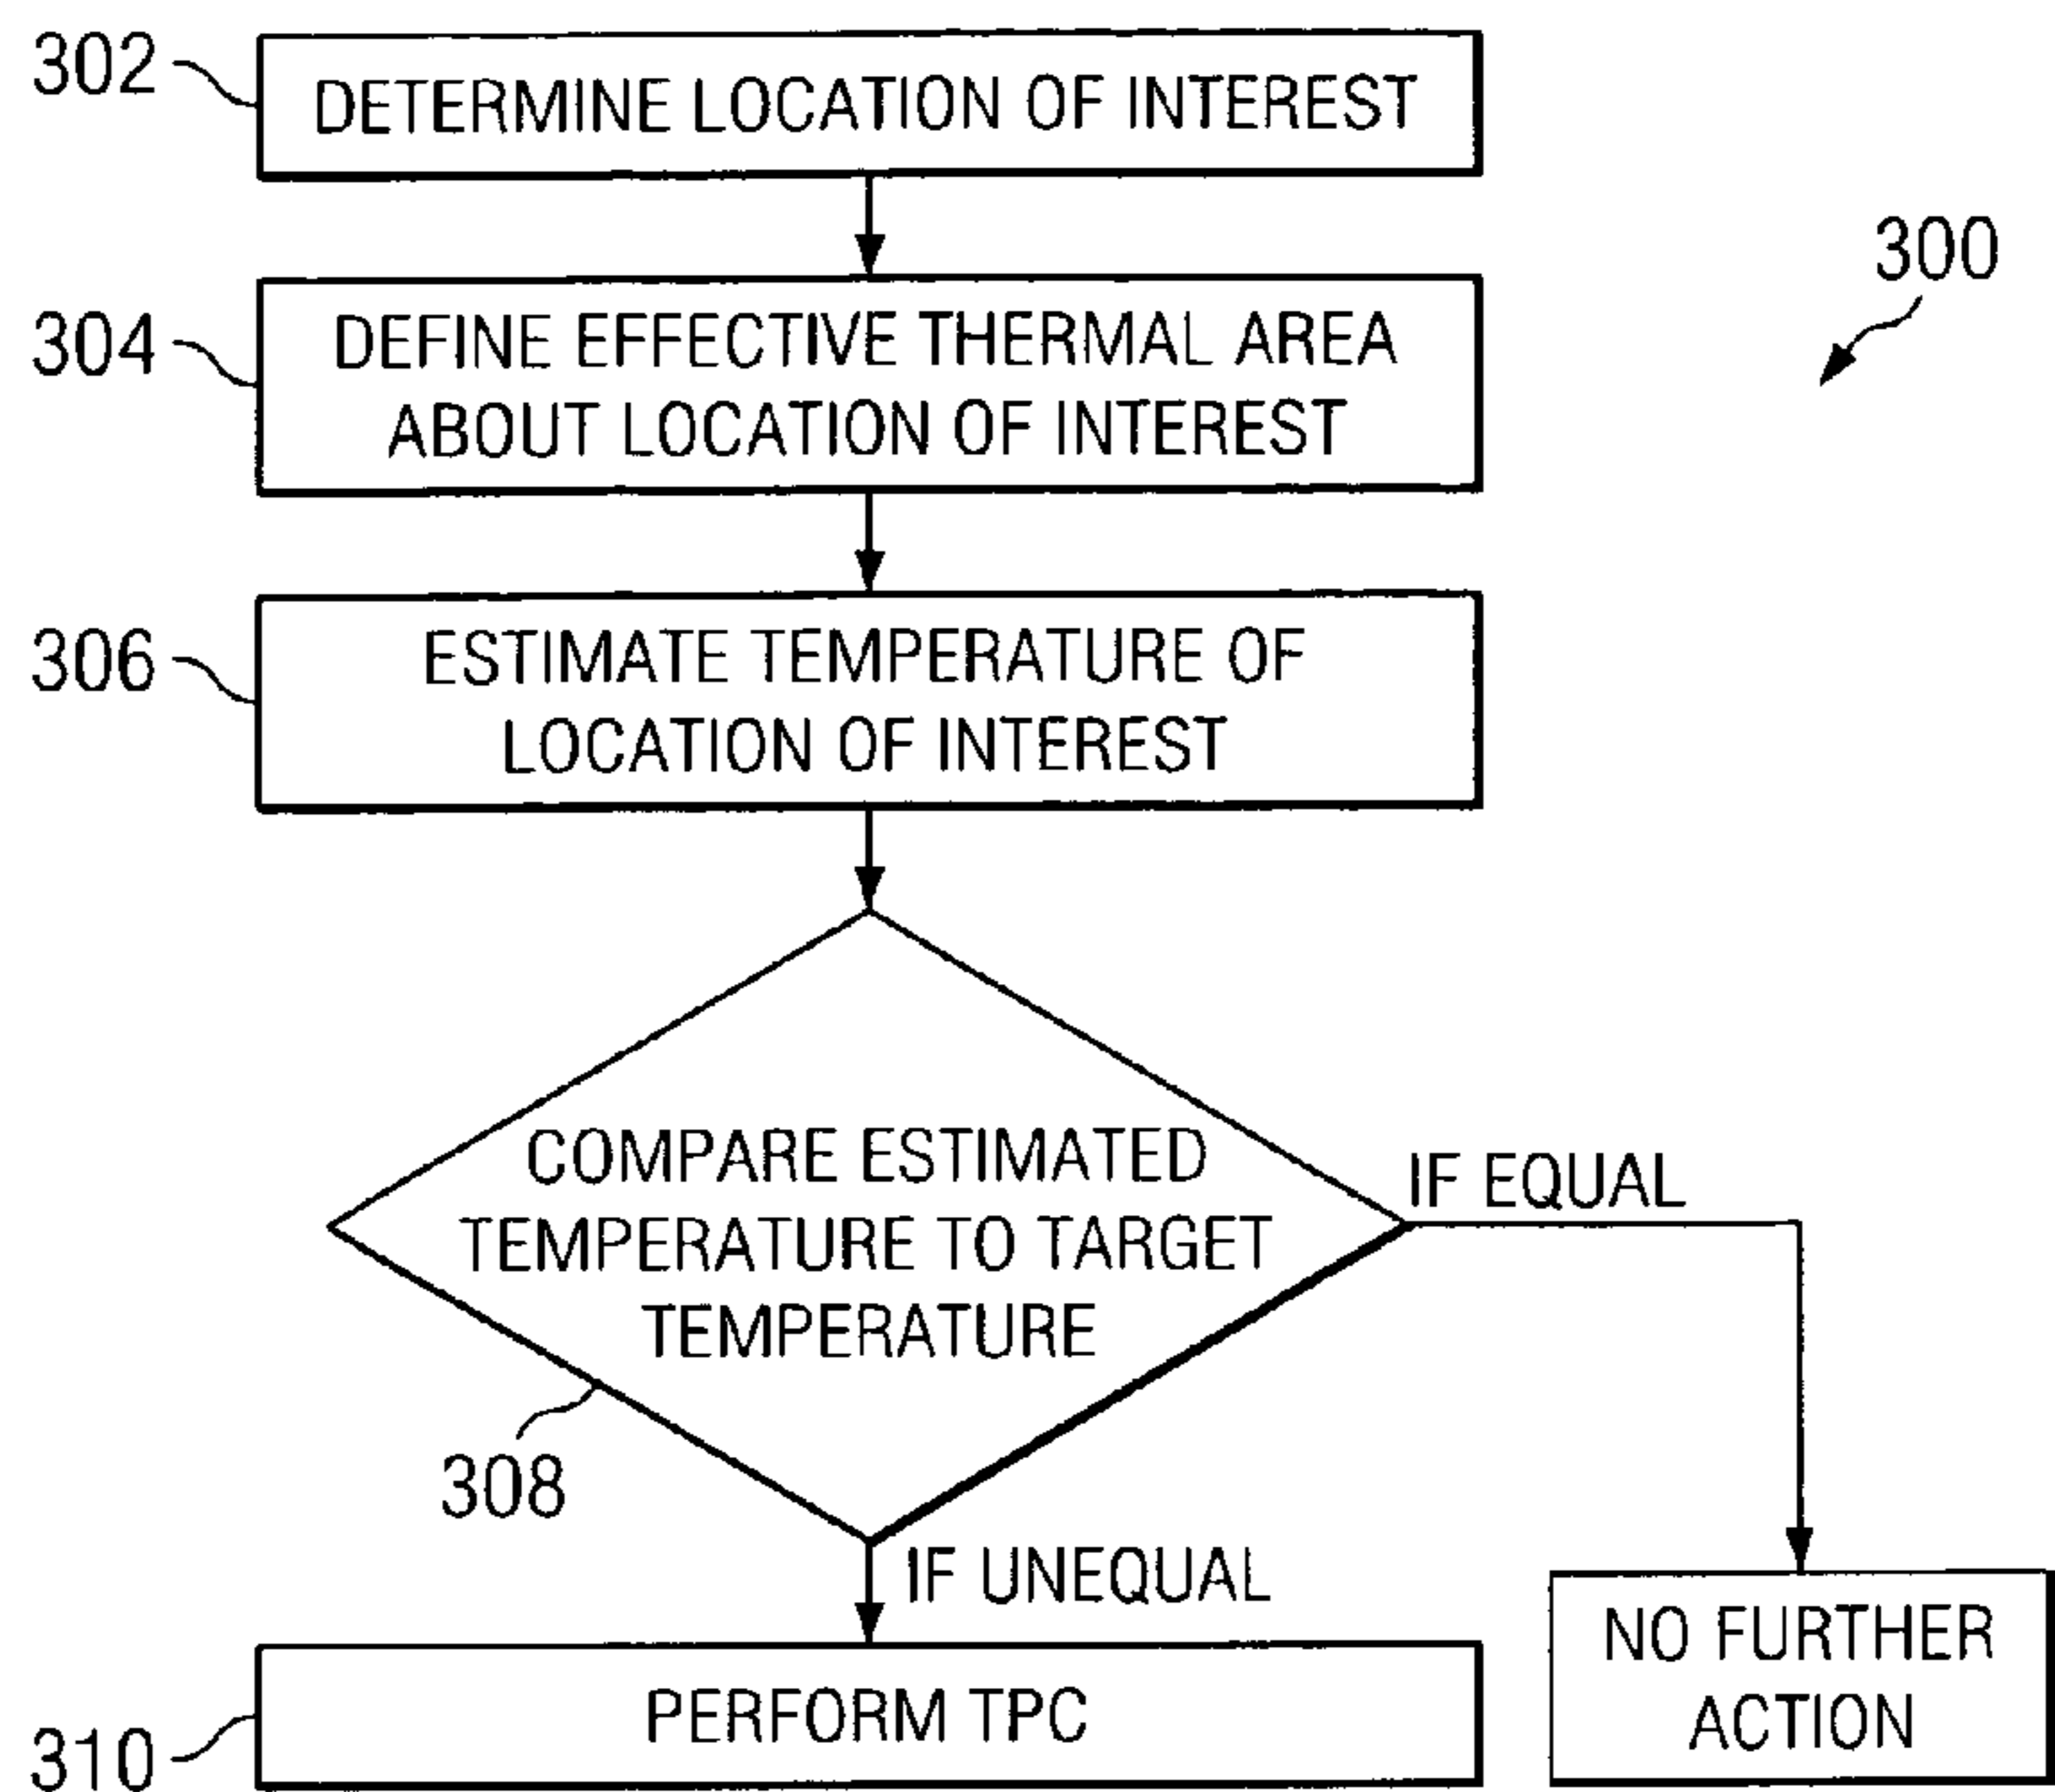 302
DETERMINE LOCATION OF INTEREST
300
304
DEFINE EFFECTIVE THERMAL AREA
ABOUT LOCATION OF INTEREST
306
ESTIMATE TEMPERATURE OF
LOCATION OF INTEREST
COMPARE ESTIMATED
TEMPERATURE TO TARGET
TEMPERATURE
IF EQUAL
308
IF UNEQUAL
NO FURTHER
ACTION
310
PERFORM TPC